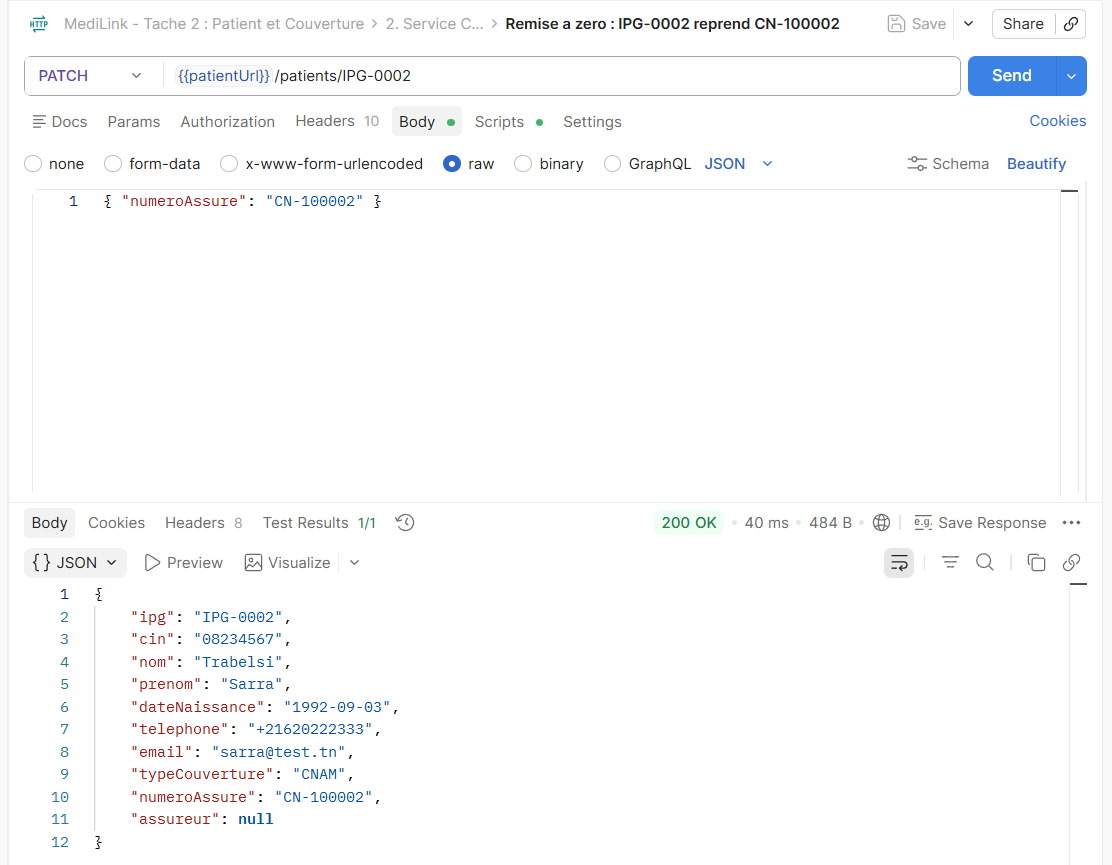 HTTP MediLink - Tache 2 : Patient et Couverture > 2. Service C... > Remise a zero : IPG-0002 reprend CN-100002 Save Share
PATCH {{patientUrl}} /patients/IPG-0002 Send
Docs Params Authorization Headers 10 Body Scripts Settings Cookies
none form-data x-www-form-urlencoded raw binary GraphQL JSON Schema Beautify
1 { "numeroAssure": "CN-100002" }
Body Cookies Headers 8 Test Results 1/1 200 OK 40 ms 484 B e.g. Save Response
{} JSON Preview Visualize
1 {
2 "ipg": "IPG-0002",
3 "cin": "08234567",
4 "nom": "Trabelsi",
5 "prenom": "Sarra",
6 "dateNaissance": "1992-09-03",
7 "telephone": "+21620222333",
8 "email": "sarra@test.tn",
9 "typeCouverture": "CNAM",
10 "numeroAssure": "CN-100002",
11 "assureur": null
12 }